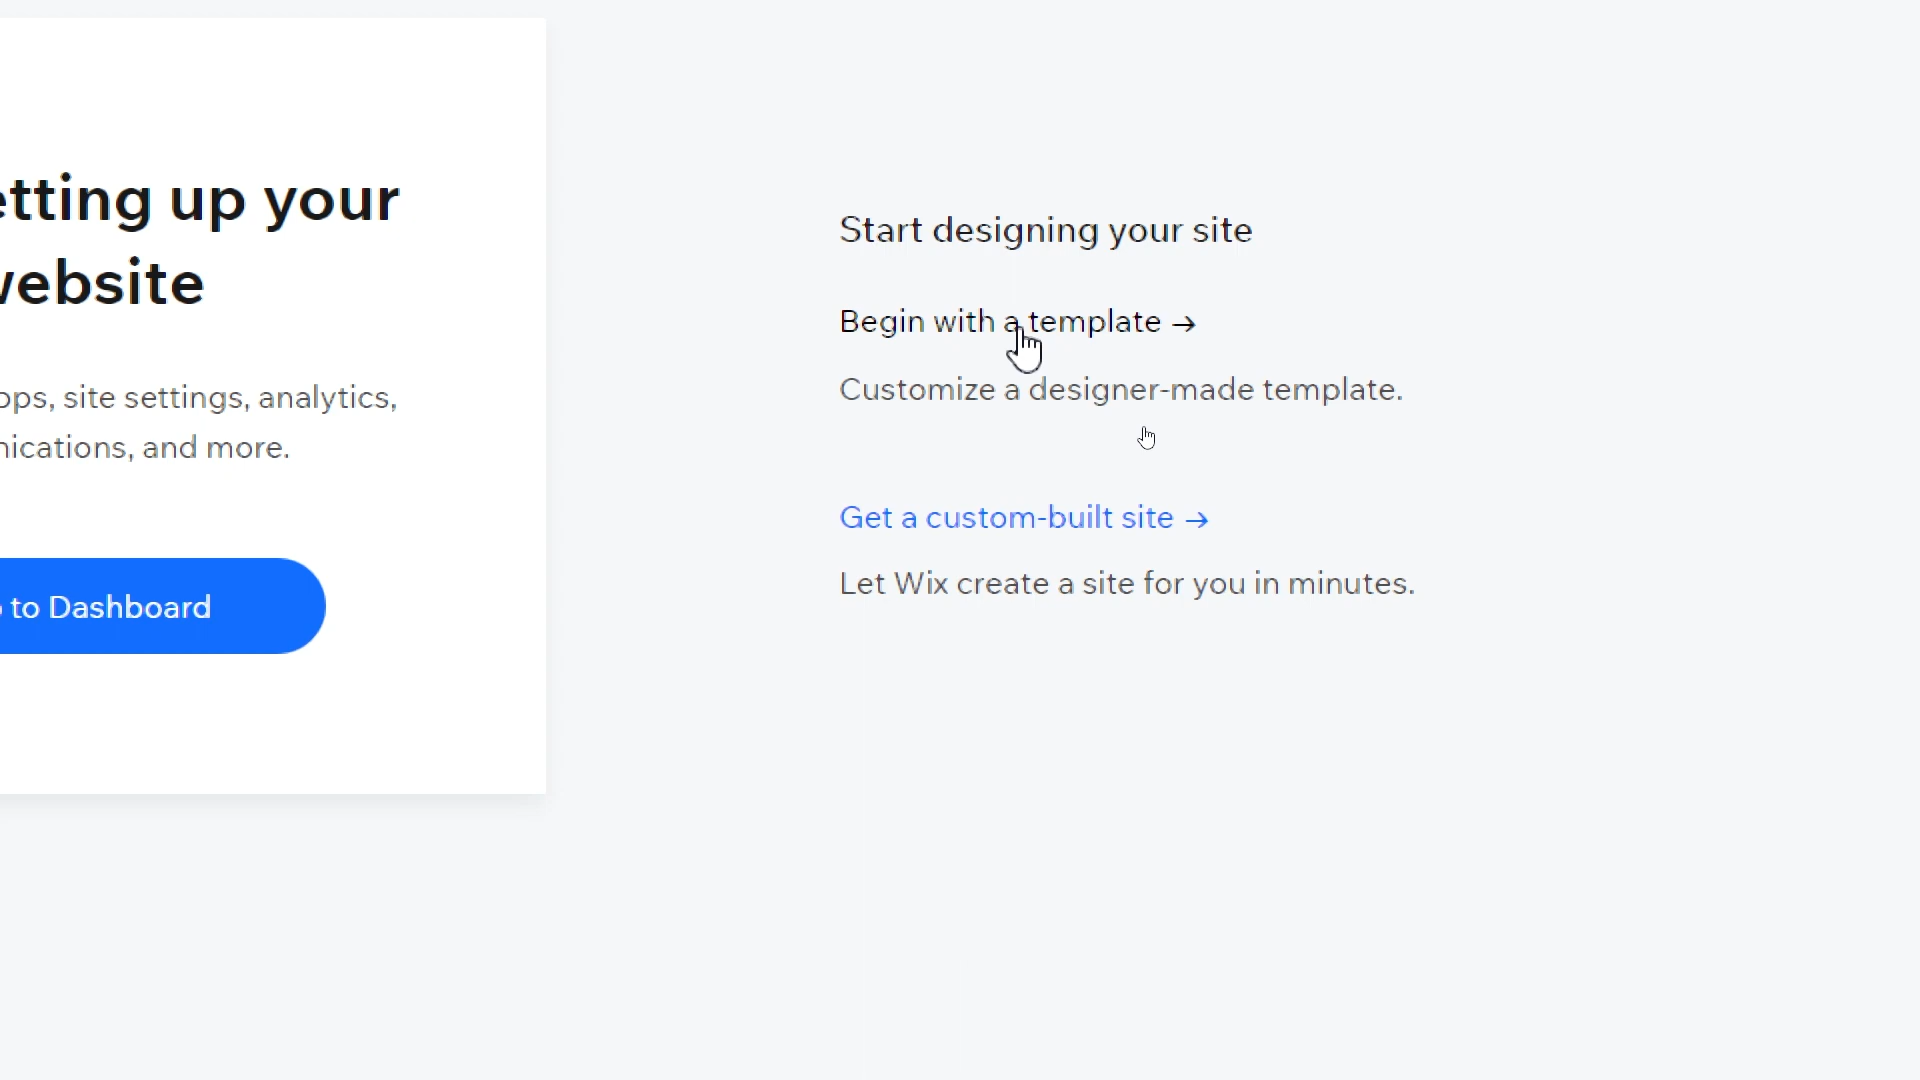 etting up your
website
ops, site settings, analytics,
nications, and more.
to Dashboard
Start designing your site
Begin with a template →
Customize a designer-made template.
Get a custom-built site →
Let Wix create a site for you in minutes.